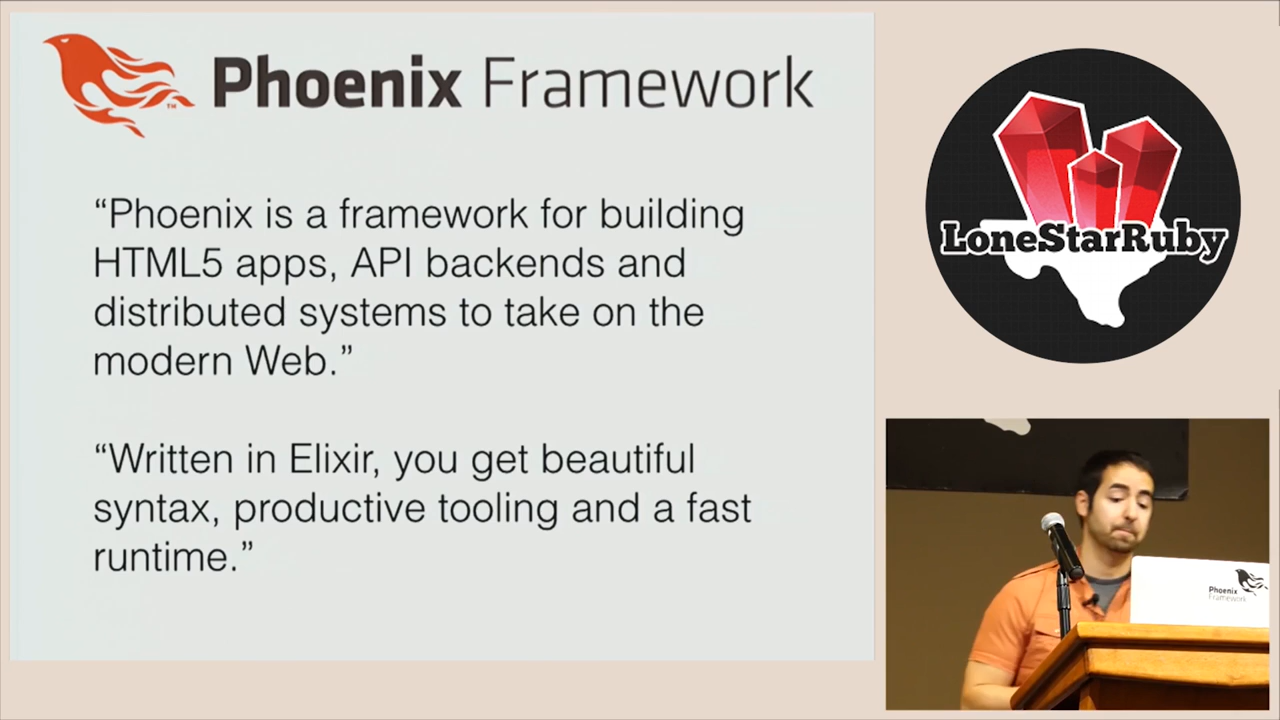 Phoenix Framework
TM
“Phoenix is a framework for building
HTML5 apps, API backends and
distributed systems to take on the
modern Web.”
“Written in Elixir, you get beautiful
syntax, productive tooling and a fast
runtime.”
LoneStarRuby
Phoenix
Framework